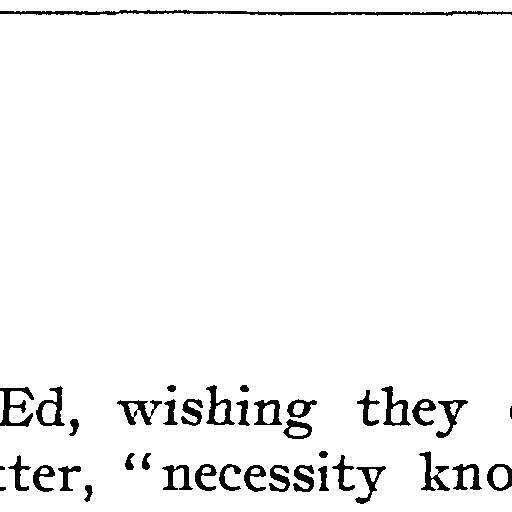 Ed, wishing they
tter, “necessity kno